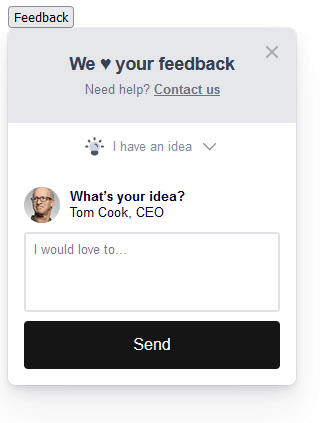 Feedback
We ♥ your feedback
Need help? Contact us
I have an idea
What's your idea?
Tom Cook, CEO
I would love to...
Send